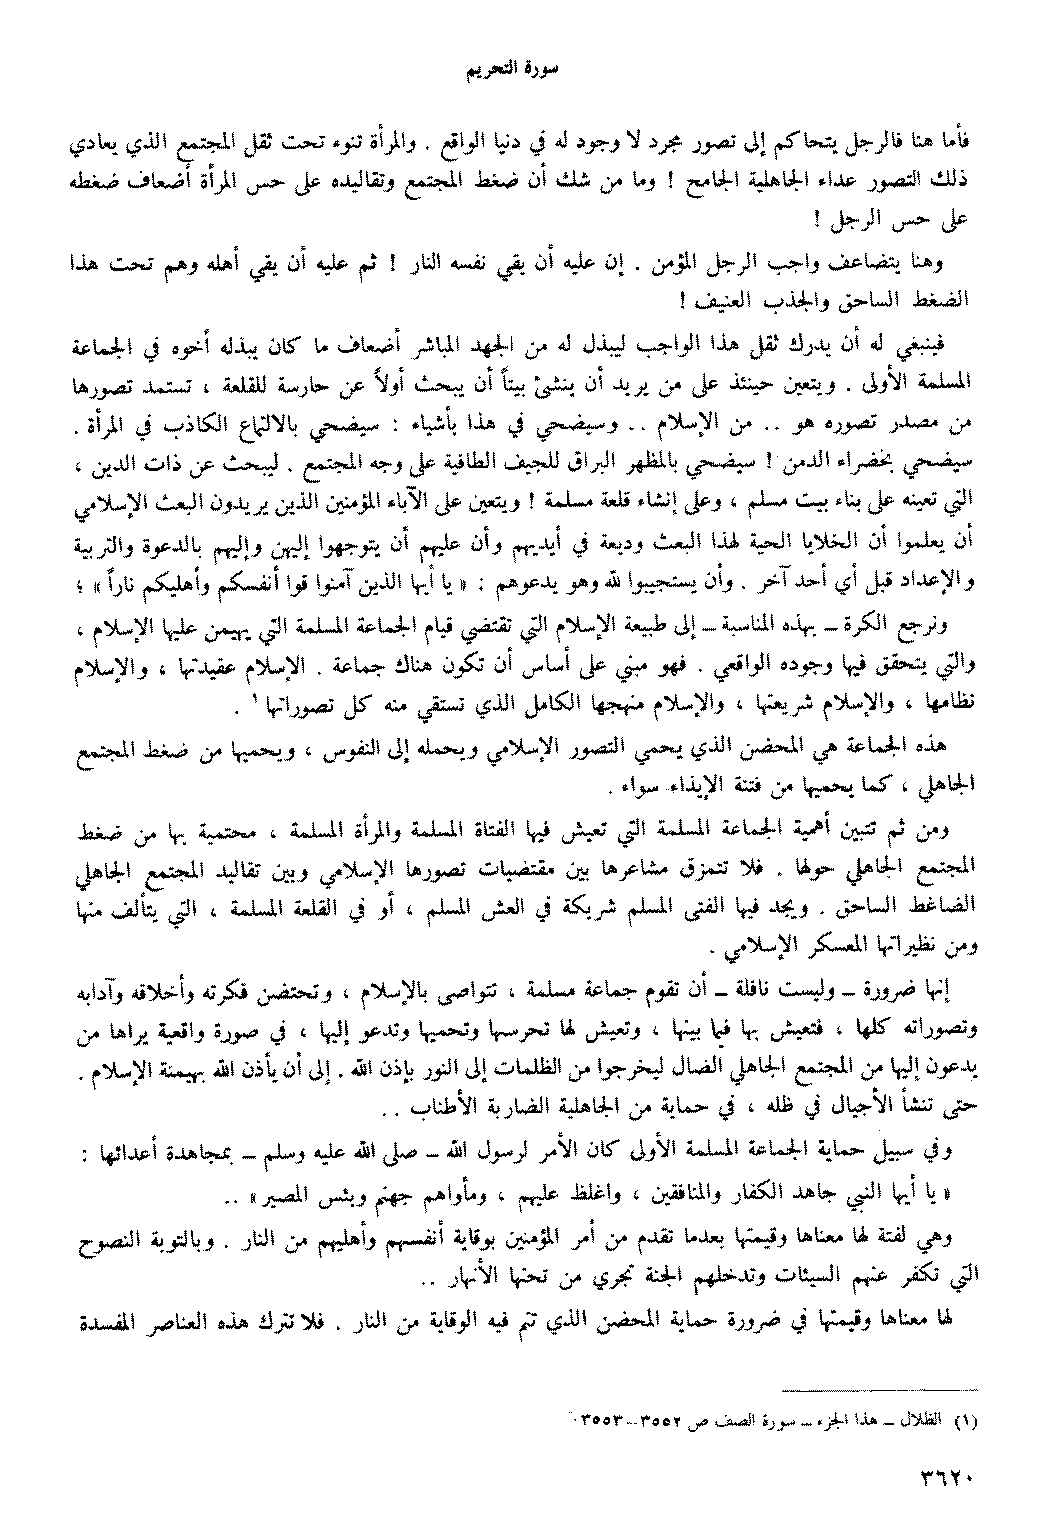 سورة التحريم
فأما هنا فالرجل يتحاكم إلى تصور مجرد لا وجود له في دنيا الواقع . والمرأة تنوء تحت ثقل المجتمع الذي يعادي
ذلك التصور عداء الجاهلية الجامح ! وما من شك أن ضغط المجتمع وتقاليده على حس المرأة أضعاف ضغطه
على حس الرجل !
وهنا يتضاعف واجب الرجل المؤمن . إن عليه أن يقي نفسه النار ! ثم عليه أن يقي أهله وهم تحت هذا
الضغط الساحق والجذب العنيف !
فينبغي له أن يدرك ثقل هذا الواجب ليبذل له من الجهد المباشر أضعاف ما كان يبذله أخوه في الجماعة
المسلمة الأولى . ويتعين حينئذ على من يريد أن ينشئ بيتاً أن يبحث أولاً عن حارسة للقلعة ، تستمد تصورها
من مصدر تصوره هو .. من الإسلام .. وسيضحي في هذا بأشياء : سيضحي بالالتماع الكاذب في المرأة .
سيضحي بخضراء الدمن ! سيضحي بالمظهر البراق للجيف الطافية على وجه المجتمع . ليبحث عن ذات الدين ،
التي تعينه على بناء بيت مسلم ، وعلى إنشاء قلعة مسلمة ! ويتعين على الآباء المؤمنين الذين يريدون البعث الإسلامي
أن يعلموا أن الخلايا الحية لهذا البعث وديعة في أيديهم وأن عليهم أن يتوجهوا إليهن وإليهم بالدعوة والتربية
والإعداد قبل أي أحد آخر . وأن يستجيبوا لله وهو يدعوهم : « يا أيها الذين آمنوا قوا أنفسكم وأهليكم ناراً » ؛
ونرجع الكرة – بهذه المناسبة – إلى طبيعة الإسلام التي تقتضي قيام الجماعة المسلمة التي يهيمن عليها الإسلام ،
والتي يتحقق فيها وجوده الواقعي . فهو مبني على أساس أن تكون هناك جماعة . الإسلام عقيدتها ، والإسلام
نظامها ، والإسلام شريعتها ، والإسلام منهجها الكامل الذي تستقي منه كل تصوراتها ١ .
هذه الجماعة هي المحضن الذي يحمي التصور الإسلامي ويحمله إلى النفوس ، ويحميها من ضغط المجتمع
الجاهلي ، كما يحميها من فتنة الإيذاء سواء .
ومن ثم تتبين أهمية الجماعة المسلمة التي تعيش فيها الفتاة المسلمة والمرأة المسلمة ، محتمية بها من ضغط
المجتمع الجاهلي حولها . فلا تتمزق مشاعرها بين مقتضيات تصورها الإسلامي وبين تقاليد المجتمع الجاهلي
الضاغط الساحق . ويجد فيها الفتى المسلم شريكة في العش المسلم ، أو في القلعة المسلمة ، التي يتألف منها
ومن نظيراتها المعسكر الإسلامي .
إنها ضرورة – وليست نافلة – أن تقوم جماعة مسلمة ، تتواصى بالإسلام ، وتحتضن فكرته وأخلاقه وآدابه
وتصوراته كلها ، فتعيش بها فيما بينها ، وتعيش لها تحرسها وتحميها وتدعو إليها ، في صورة واقعية يراها من
يدعون إليها من المجتمع الجاهلي الضال ليخرجوا من الظلمات إلى النور بإذن الله . إلى أن يأذن الله بهيمنة الإسلام .
حتى تنشأ الأجيال في ظله ، في حماية من الجاهلية الضاربة الأطناب ..
وفي سبيل حماية الجماعة المسلمة الأولى كان الأمر لرسول الله – صلى الله عليه وسلم – بمجاهدة أعدائها :
« يا أيها النبي جاهد الكفار والمنافقين ، واغلظ عليهم ، ومأواهم جهنم وبئس المصير » ..
وهي لفتة لها معناها وقيمتها بعدما تقدم من أمر المؤمنين بوقاية أنفسهم وأهليهم من النار . وبالتوبة النصوح
التي تكفر عنهم السيئات وتدخلهم الجنة تجري من تحتها الأنهار ..
لها معناها وقيمتها في ضرورة حماية المحضن الذي تتم فيه الوقاية من النار . فلا تترك هذه العناصر المفسدة
(١) الظلال – هذا الجزء – سورة الصف ص ٣٥٥٢–٣٥٥٣ .
٣٦٢٠